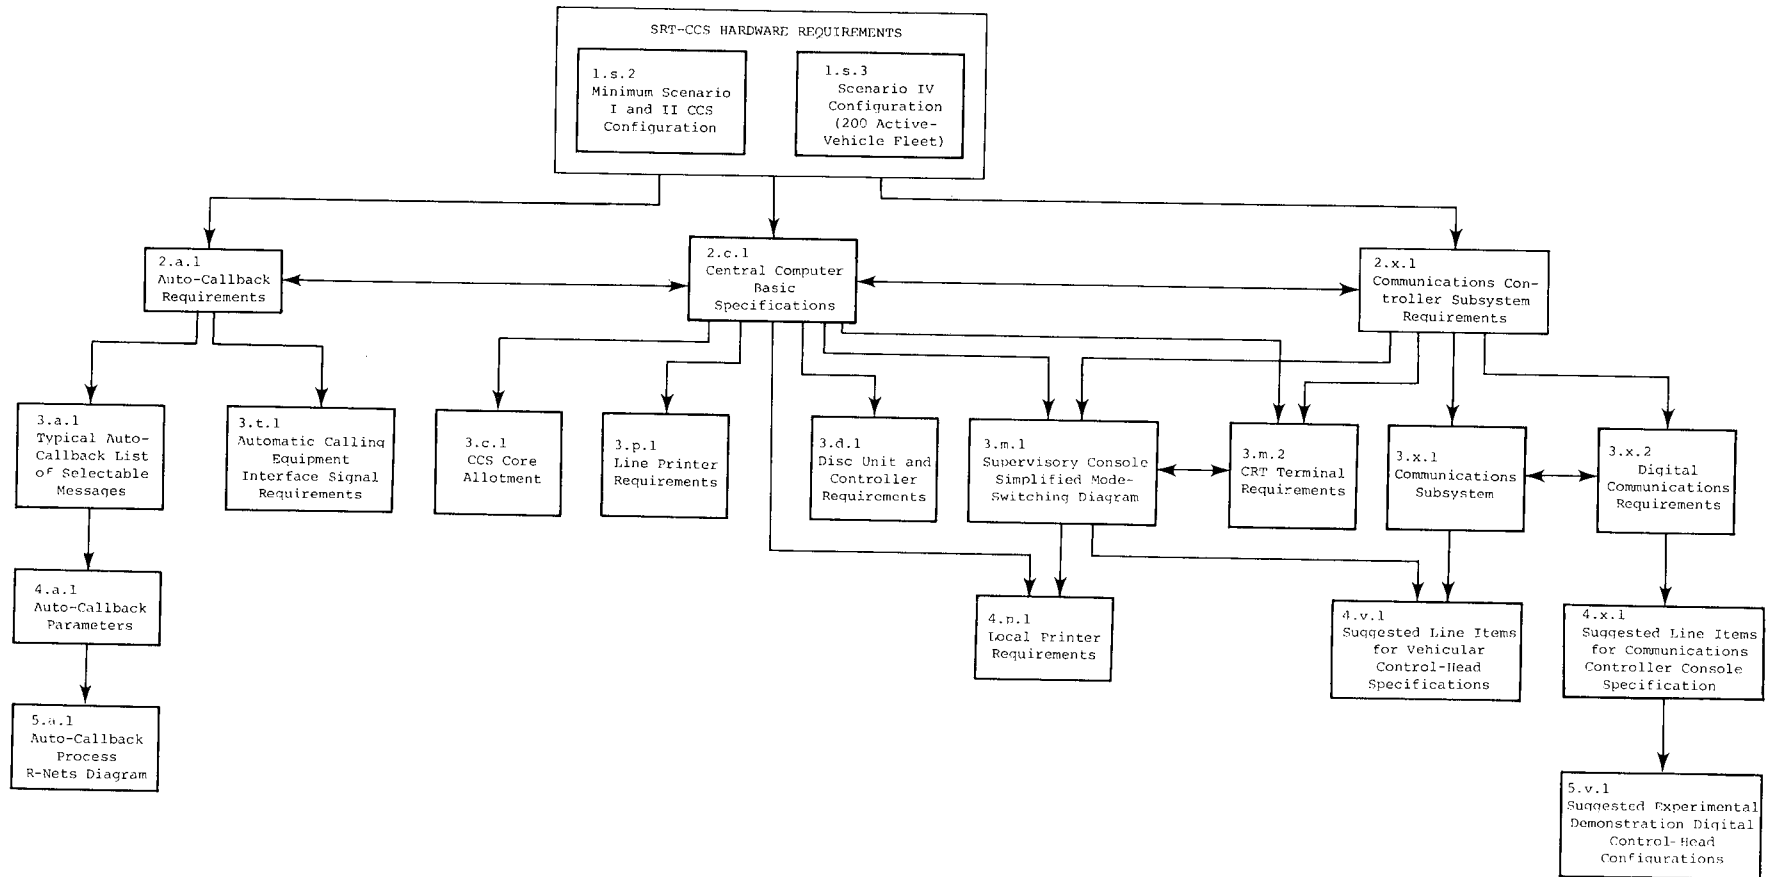 SRT-CCS HARDWARE REQUIREMENTS
1.s.2
Minimum Scenario
I and II CCS
Configuration
1.s.3
Scenario IV
Configuration
(200 Active-
Vehicle Fleet)
2.a.1
Auto-Callback
Requirements
2.c.1
Central Computer
Basic
Specifications
2.x.1
Communications Con-
troller Subsystem
Requirements
3.a.1
Typical Auto-
Callback List
of Selectable
Messages
3.t.1
Automatic Calling
Equipment
Interface Signal
Requirements
3.c.1
CCS Core
Allotment
3.p.1
Line Printer
Requirements
3.d.1
Disc Unit and
Controller
Requirements
3.m.1
Supervisory Console
Simplified Mode-
Switching Diagram
3.m.2
CRT Terminal
Requirements
3.x.1
Communications
Subsystem
3.x.2
Digital
Communications
Requirements
4.a.1
Auto-Callback
Parameters
4.p.1
Local Printer
Requirements
4.v.1
Suggested Line Items
for Vehicular
Control-Head
Specifications
4.x.1
Suggested Line Items
for Communications
Controller Console
Specification
5.a.1
Auto-Callback
Process
R-Nets Diagram
5.v.1
Suggested Experimental
Demonstration Digital
Control-Head
Configurations